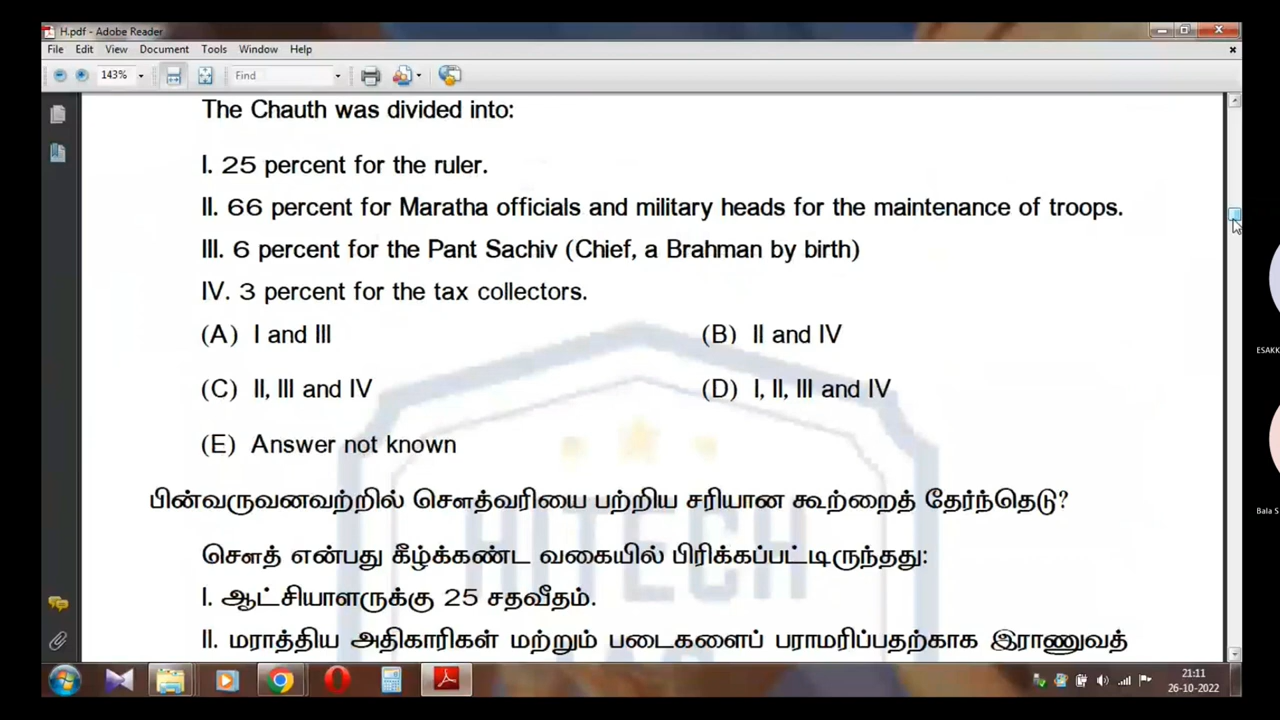 H.pdf - Adobe Reader
File Edit View Document Tools Window Help
143% Find
The Chauth was divided into:
I. 25 percent for the ruler.
II. 66 percent for Maratha officials and military heads for the maintenance of troops.
III. 6 percent for the Pant Sachiv (Chief, a Brahman by birth)
IV. 3 percent for the tax collectors.
(A) I and III (B) II and IV
(C) II, III and IV (D) I, II, III and IV
(E) Answer not known
பின்வருவனவற்றில் சௌத்வரியை பற்றிய சரியான கூற்றைத் தேர்ந்தெடு?
சௌத் என்பது கீழ்க்கண்ட வகையில் பிரிக்கப்பட்டிருந்தது:
I. ஆட்சியாளருக்கு 25 சதவீதம்.
II. மராத்திய அதிகாரிகள் மற்றும் படைகளைப் பராமரிப்பதற்காக இராணுவத்
HITECH
ESAKK
Bala S
21:11
26-10-2022